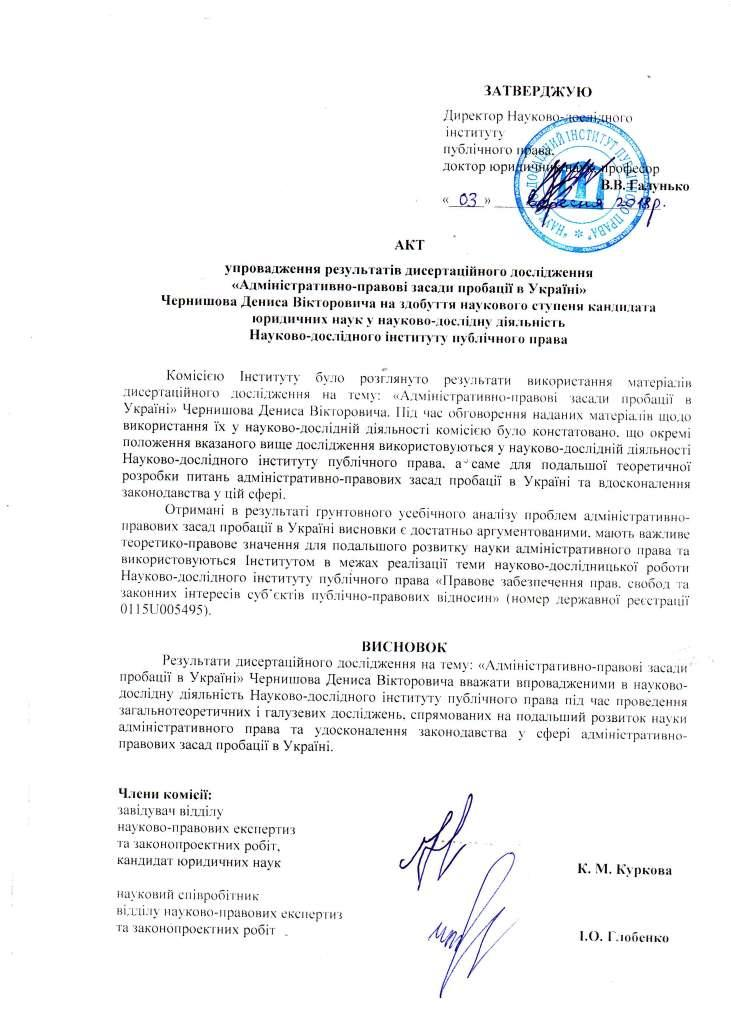 ЗАТВЕРДЖУЮ
Директор Науково-дослідного
інституту
публічного права,
доктор юридичних наук, професор
В.В. Галунько
« 03 » вересня 2018р.
АКТ
упровадження результатів дисертаційного дослідження
«Адміністративно-правові засади пробації в Україні»
Чернишова Дениса Вікторовича на здобуття наукового ступеня кандидата
юридичних наук у науково-дослідну діяльність
Науково-дослідного інституту публічного права
Комісією Інституту було розглянуто результати використання матеріалів
дисертаційного дослідження на тему: «Адміністративно-правові засади пробації в
Україні» Чернишова Дениса Вікторовича. Під час обговорення наданих матеріалів щодо
використання їх у науково-дослідній діяльності комісією було констатовано, що окремі
положення вказаного вище дослідження використовуються у науково-дослідній діяльності
Науково-дослідного інституту публічного права, а саме для подальшої теоретичної
розробки питань адміністративно-правових засад пробації в Україні та вдосконалення
законодавства у цій сфері.
Отримані в результаті ґрунтовного усебічного аналізу проблем адміністративно-
правових засад пробації в Україні висновки є достатньо аргументованими, мають важливе
теоретико-правове значення для подальшого розвитку науки адміністративного права та
використовуються Інститутом в межах реалізації теми науково-дослідницької роботи
Науково-дослідного інституту публічного права «Правове забезпечення прав, свобод та
законних інтересів суб'єктів публічно-правових відносин» (номер державної реєстрації
0115U005495).
ВИСНОВОК
Результати дисертаційного дослідження на тему: «Адміністративно-правові засади
пробації в Україні» Чернишова Дениса Вікторовича вважати впровадженими в науково-
дослідну діяльність Науково-дослідного інституту публічного права під час проведення
загальнотеоретичних і галузевих досліджень, спрямованих на подальший розвиток науки
адміністративного права та удосконалення законодавства у сфері адміністративно-
правових засад пробації в Україні.
Члени комісії:
завідувач відділу
науково-правових експертиз
та законопроектних робіт,
кандидат юридичних наук
К. М. Куркова
науковий співробітник
відділу науково-правових експертиз
та законопроектних робіт
І.О. Глобенко